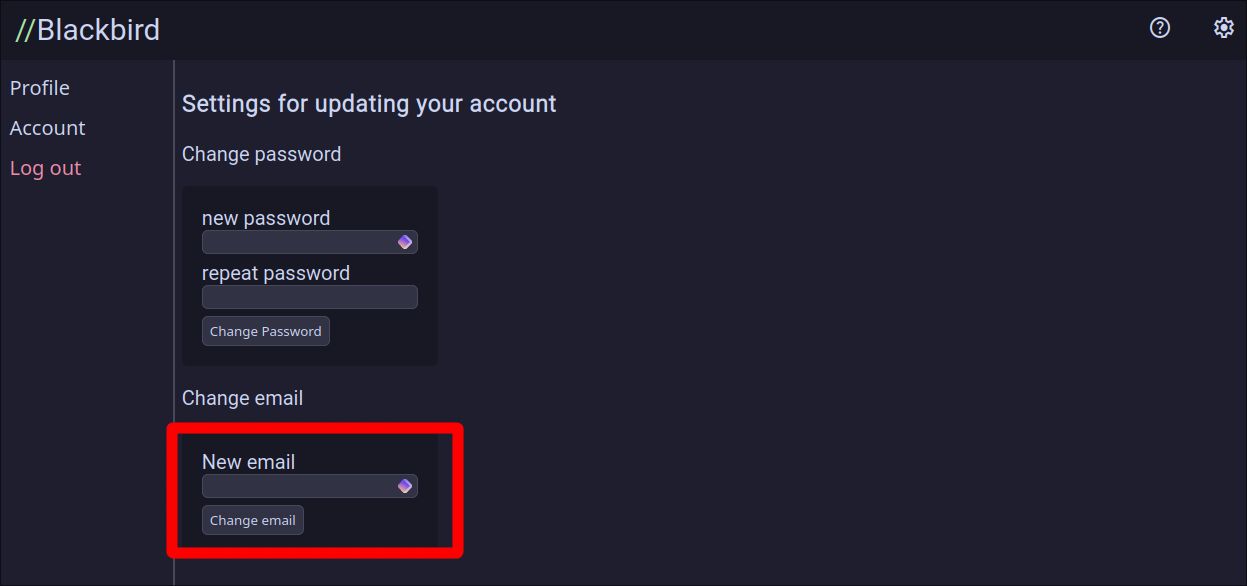 //Blackbird
Profile
Account
Log out
Settings for updating your account
Change password
new password
repeat password
Change Password
Change email
New email
Change email